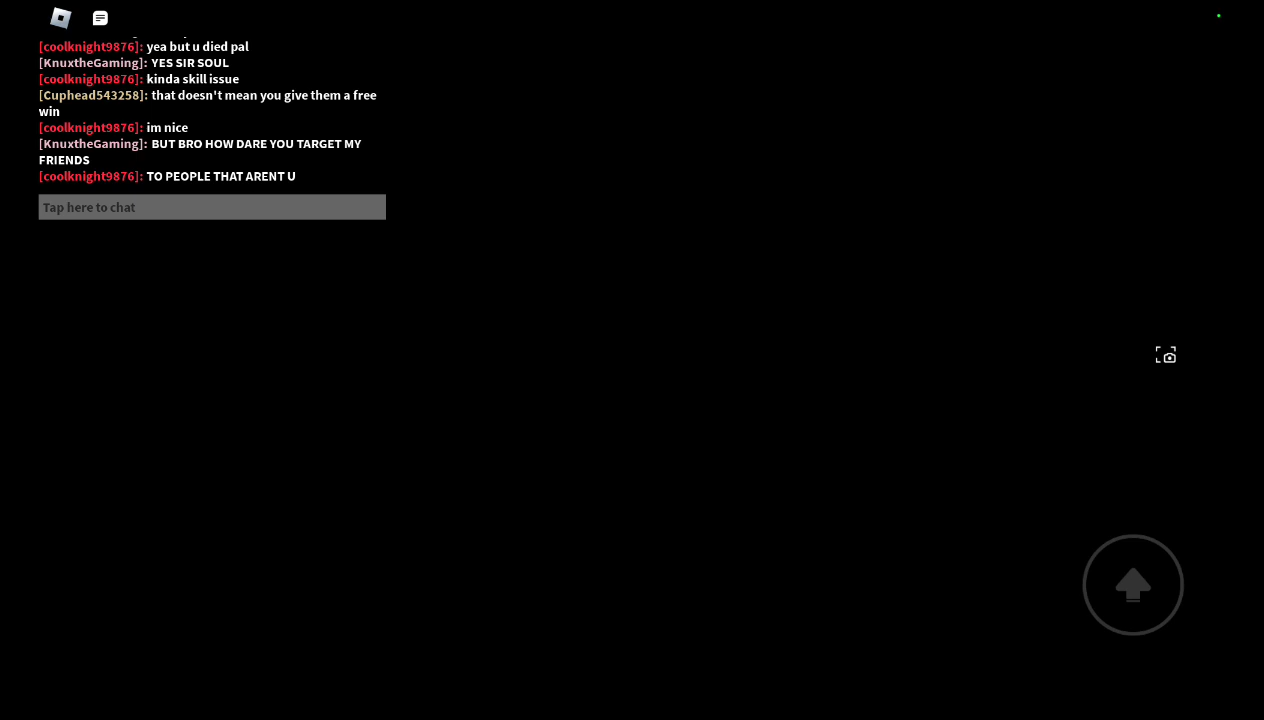 [coolknight9876]: yea but u died pal
[KnuxtheGaming]: YES SIR SOUL
[coolknight9876]: kinda skill issue
[Cuphead543258]: that doesn't mean you give them a free
win
[coolknight9876]: im nice
[KnuxtheGaming]: BUT BRO HOW DARE YOU TARGET MY
FRIENDS
[coolknight9876]: TO PEOPLE THAT ARENT U
Tap here to chat